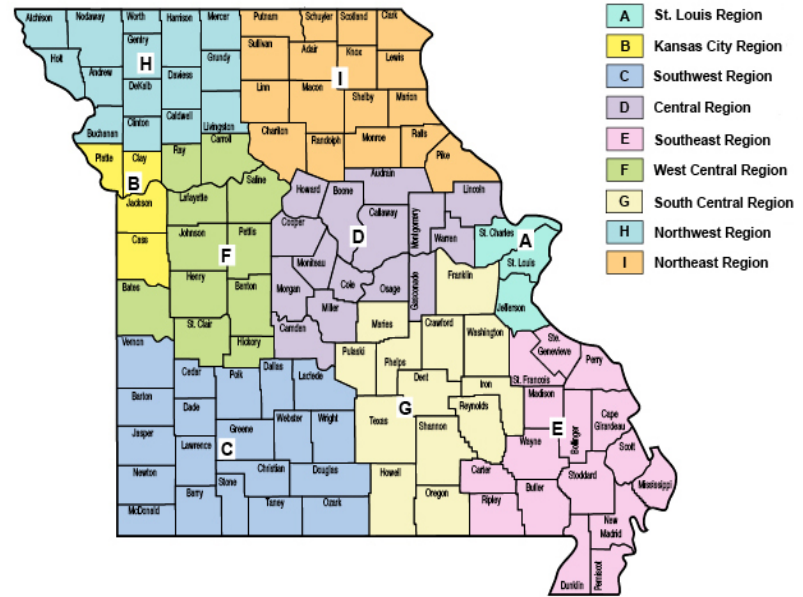 Atchison
Nodaway
Worth
Harrison
Mercer
Putnam
Schuyler
Scotland
Clark
Gentry
Sullivan
Adair
Knox
Lewis
Holt
H
Grundy
Andrew
Daviess
I
DeKalb
Linn
Macon
Shelby
Marion
Clinton
Caldwell
Livingston
Buchanan
Chariton
Randolph
Monroe
Ralls
Carroll
Ray
Platte
Clay
Pike
Audrain
B
Saline
Howard
Boone
Lincoln
Jackson
Lafayette
Callaway
Montgomery
Cooper
Johnson
Pettis
D
Warren
St. Charles
A
Cass
F
Moniteau
St. Louis
Henry
Benton
Morgan
Cole
Osage
Gasconade
Franklin
Bates
Miller
Jefferson
St. Clair
Camden
Maries
Crawford
Washington
Hickory
Ste.
Genevieve
Vernon
Pulaski
Phelps
Perry
Cedar
Polk
Dallas
Laclede
Dent
Iron
St. Francois
Barton
Madison
Dade
G
Reynolds
Cape
Girardeau
Webster
Wright
Texas
Shannon
Greene
E
Bollinger
Jasper
Lawrence
C
Wayne
Scott
Newton
Christian
Douglas
Howell
Carter
Stoddard
Stone
Butler
Mississippi
Barry
Oregon
Ripley
McDonald
Taney
Ozark
New
Madrid
Dunklin
Pemiscot
A St. Louis Region
B Kansas City Region
C Southwest Region
D Central Region
E Southeast Region
F West Central Region
G South Central Region
H Northwest Region
I Northeast Region